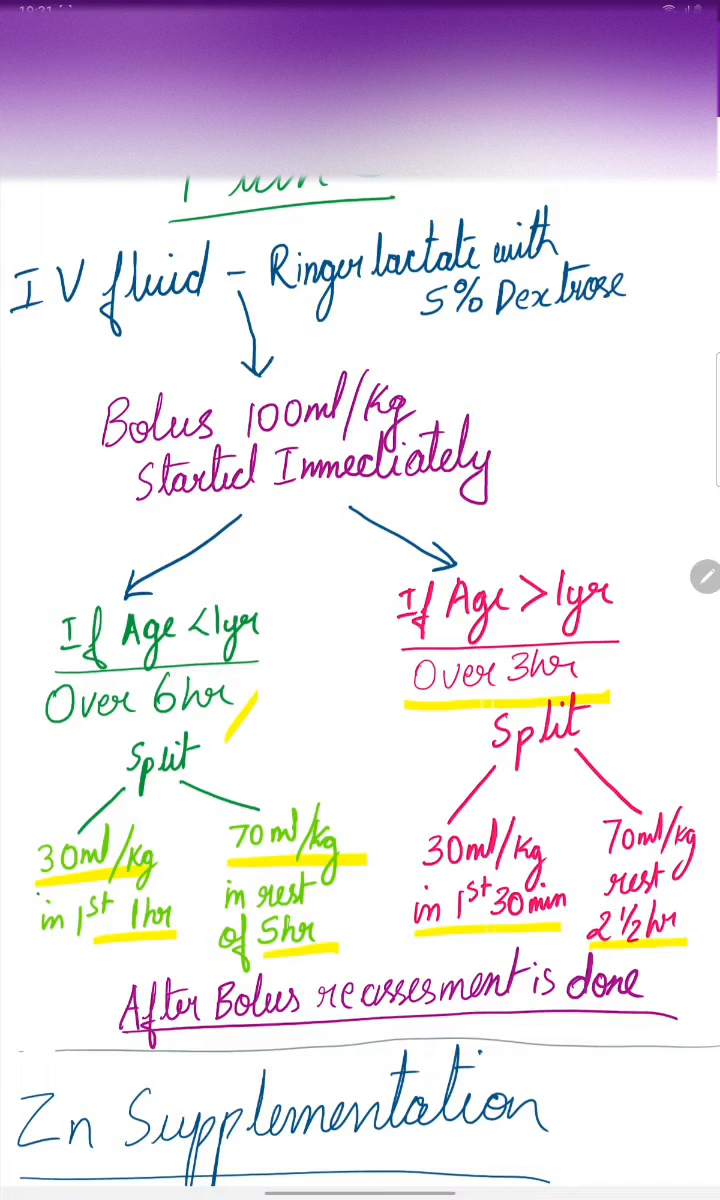 19:21
IV fluid - Ringer lactate with
5% Dextrose
Bolus 100ml/kg
Started Immediately
If Age <1yr
Over 6hr
Split
30ml/kg
in 1st 1hr
70ml/kg
in rest
of 5hr
If Age >1yr
Over 3hr
Split
30ml/kg
in 1st 30min
70ml/kg
rest
2½hr
After Bolus reassesment is done
Zn Supplementation